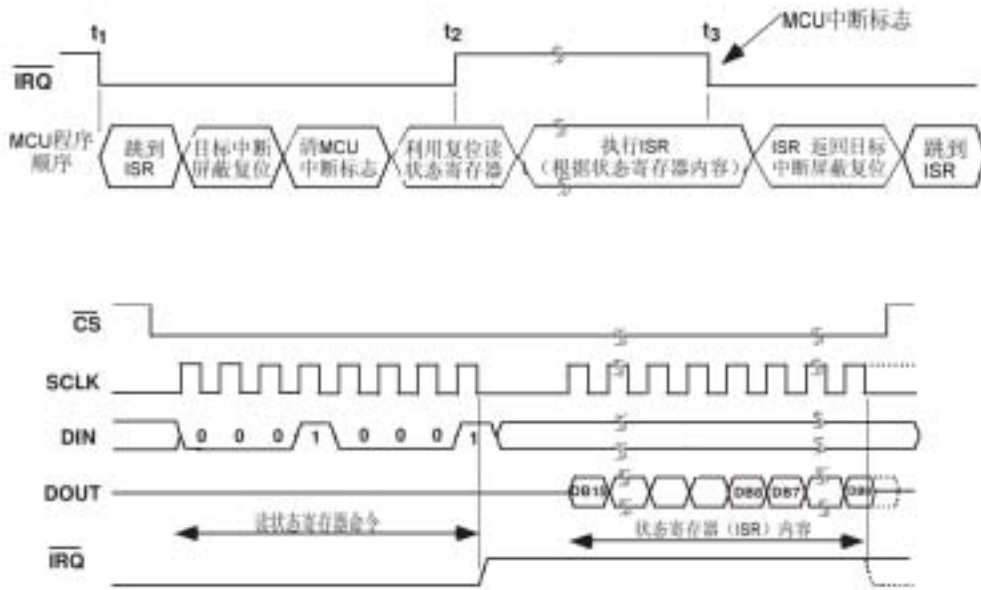 t1
t2
t3
MCU中断标志
IRQ
MCU程序
顺序
跳到
ISR
目标中断
屏蔽复位
清MCU
中断标志
利用复位读
状态寄存器
执行ISR
(根据状态寄存器内容)
ISR 返回目标
中断屏蔽复位
跳到
ISR
CS
SCLK
DIN
0 0 0 1 0 0 0 1
DOUT
DB15
DB8
DB7
读状态寄存器命令
状态寄存器(ISR)内容
IRQ